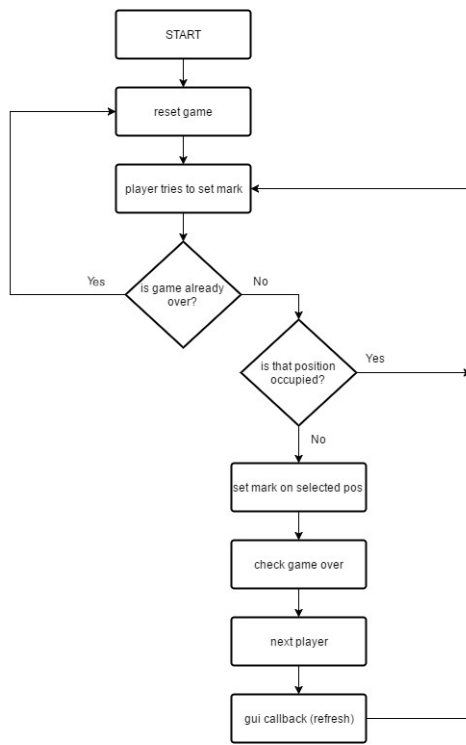 START
reset game
player tries to set mark
Yes
is game already
over?
No
is that position
occupied?
Yes
No
set mark on selected pos
check game over
next player
gui callback (refresh)